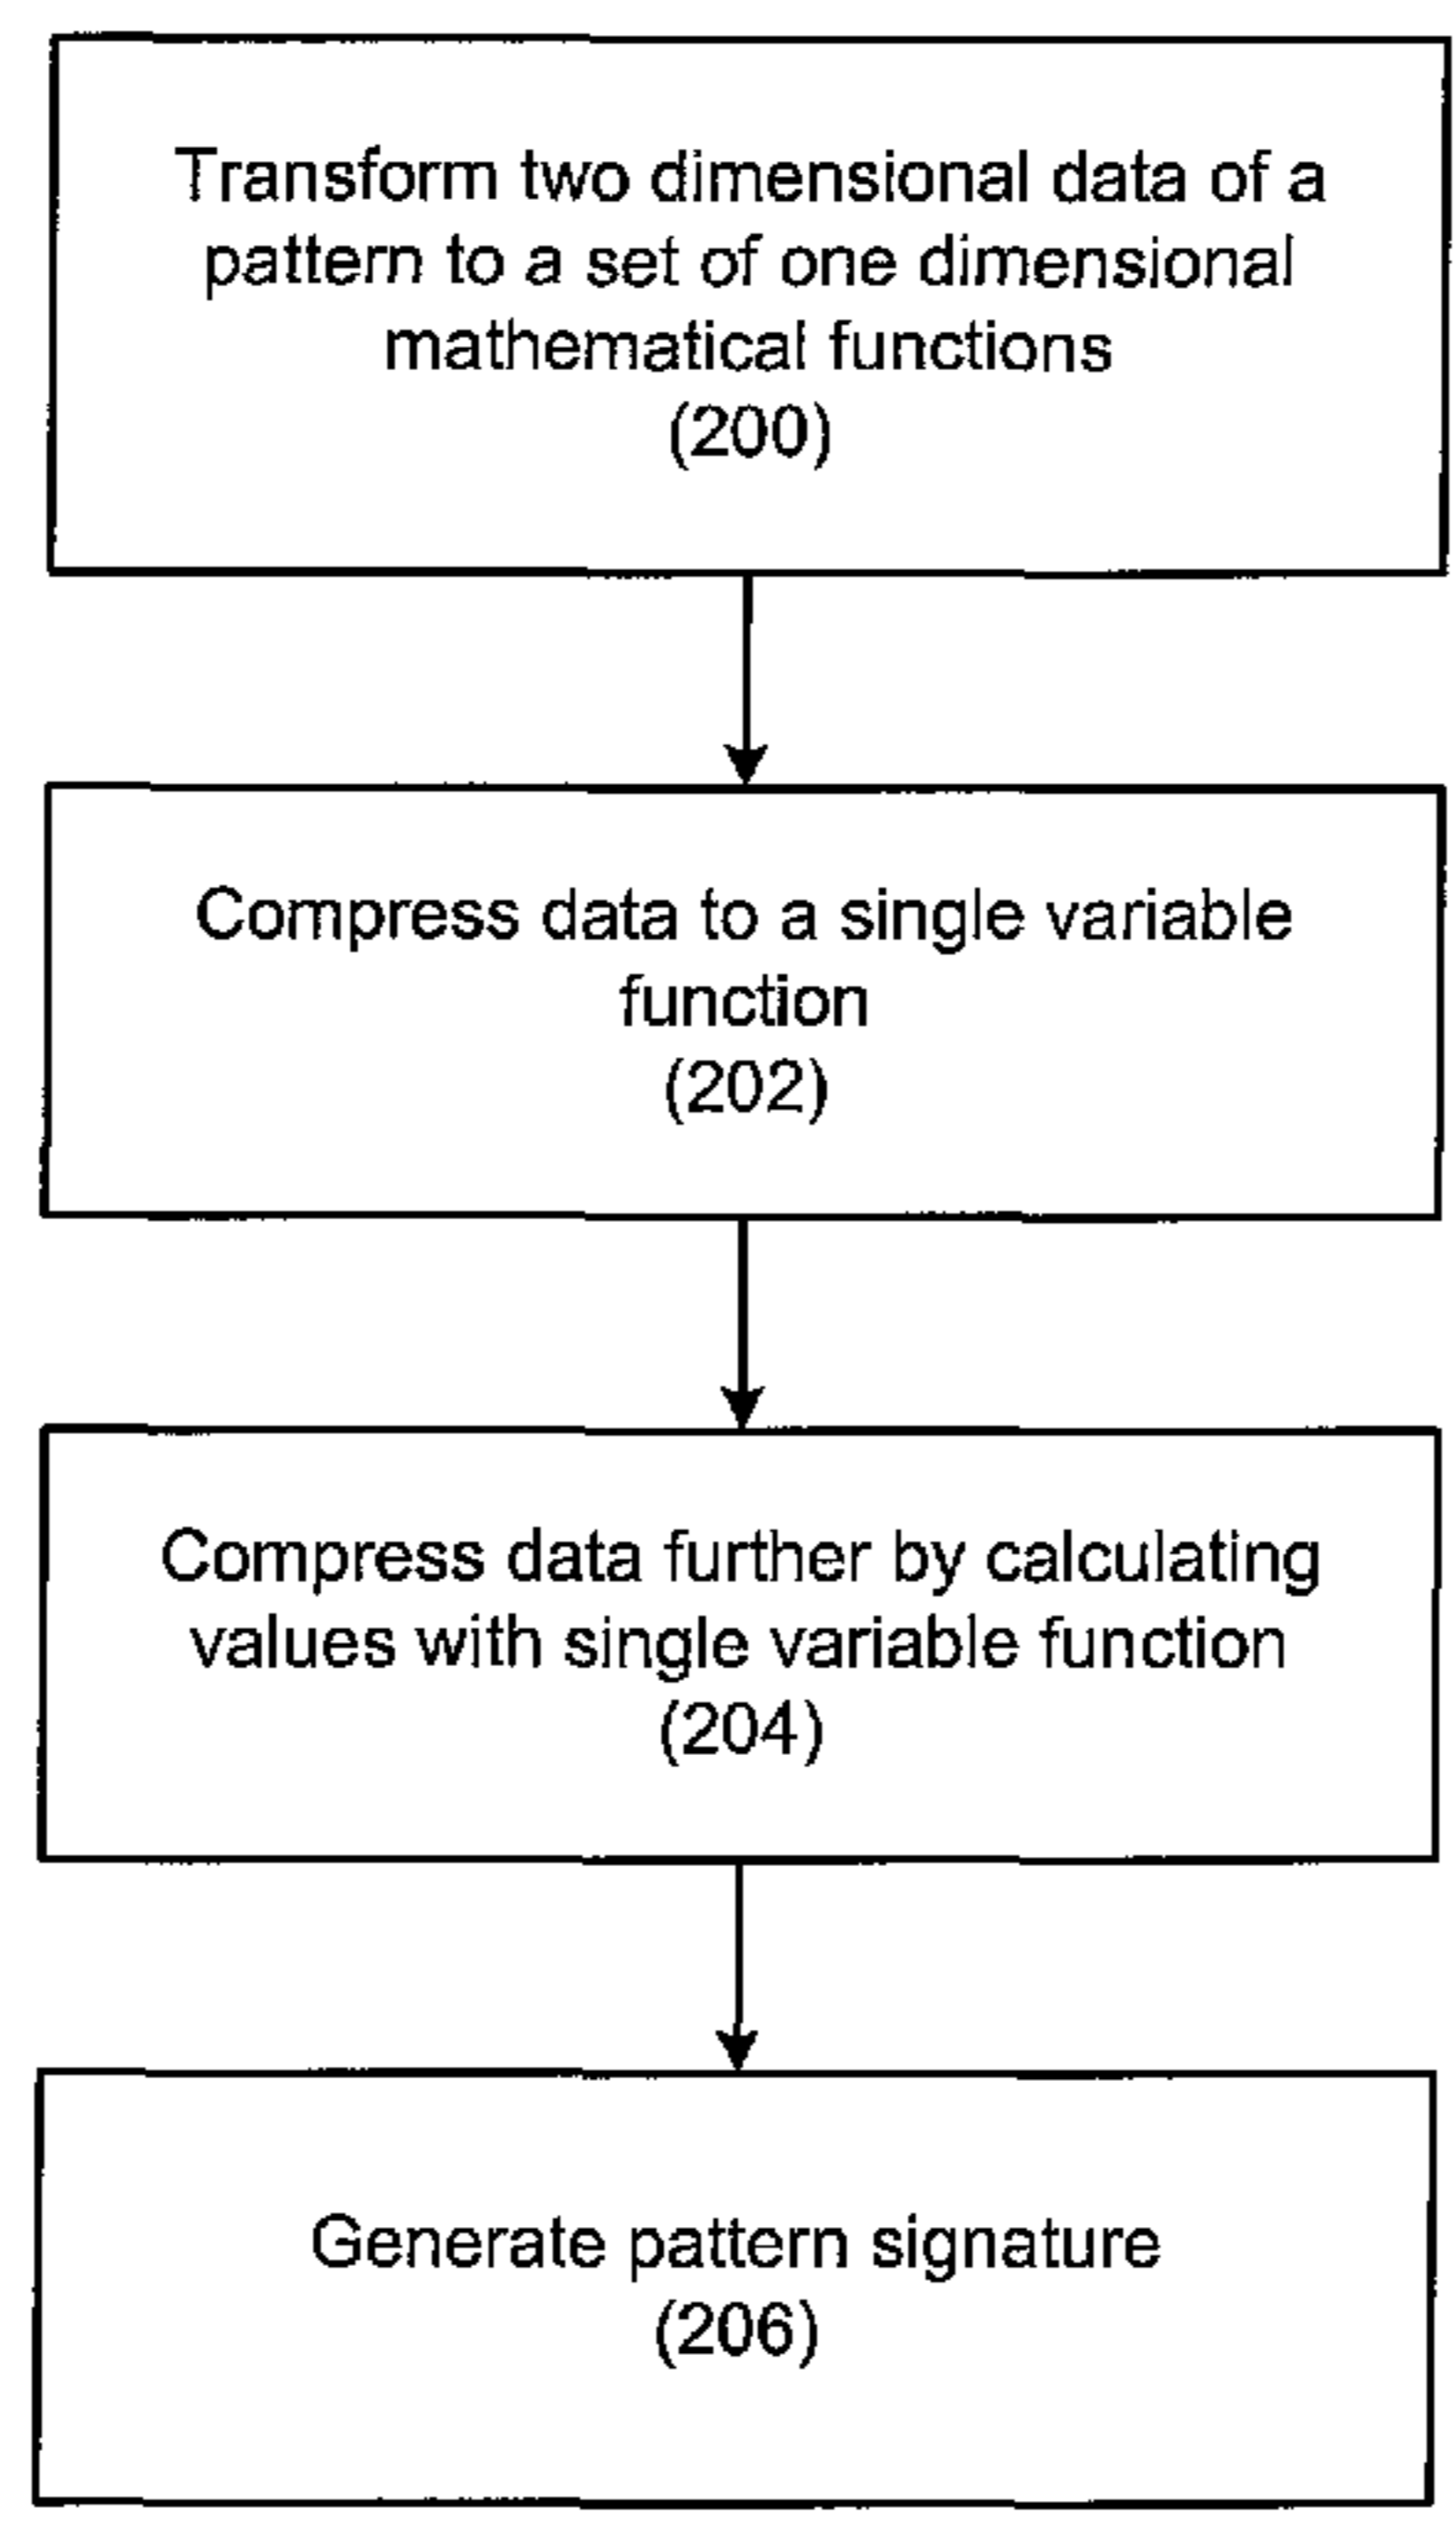 Transform two dimensional data of a
pattern to a set of one dimensional
mathematical functions
(200)
Compress data to a single variable
function
(202)
Compress data further by calculating
values with single variable function
(204)
Generate pattern signature
(206)